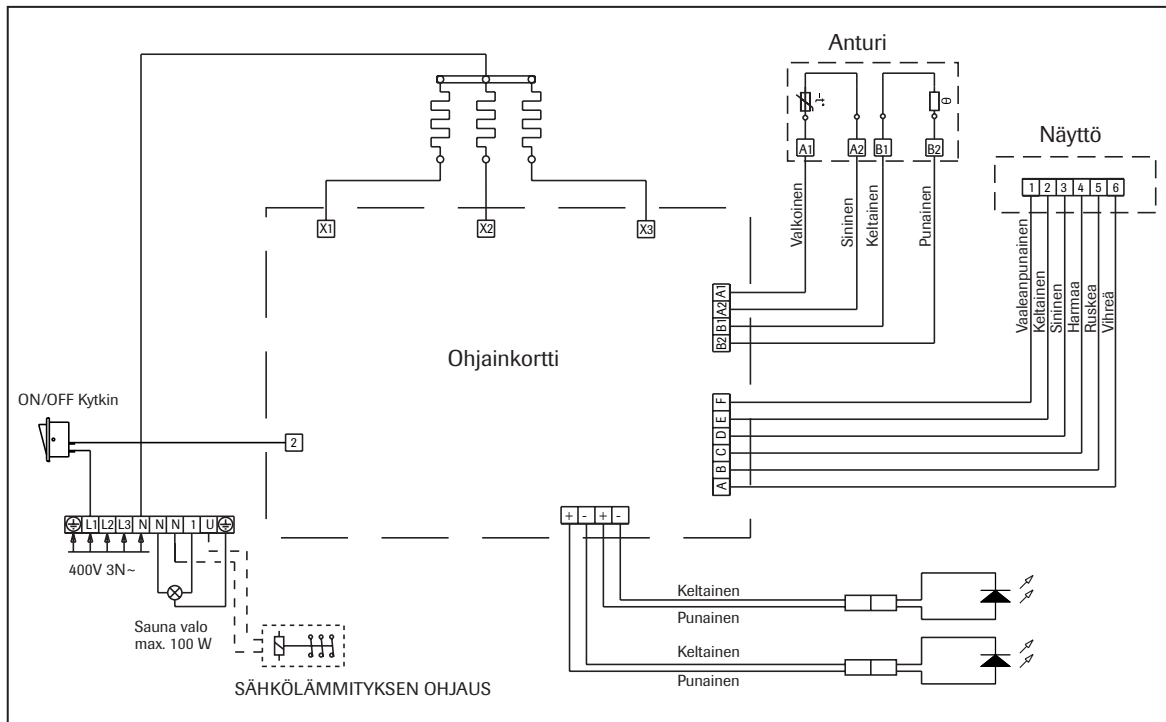 Anturi
-t°
θ
A1 A2 B1 B2
Näyttö
1 2 3 4 5 6
Valkoinen
Sininen
Keltainen
Punainen
Vaaleanpunainen
Keltainen
Sininen
Harmaa
Ruskea
Vihreä
X1 X2 X3
A1
A2
B1
B2
Ohjainkortti
F
E
D
C
B
A
ON/OFF Kytkin
2
L1 L2 L3 N N N 1 U
400V 3N~
Sauna valo
max. 100 W
SÄHKÖLÄMMITYKSEN OHJAUS
+ - + -
Keltainen
Punainen
Keltainen
Punainen